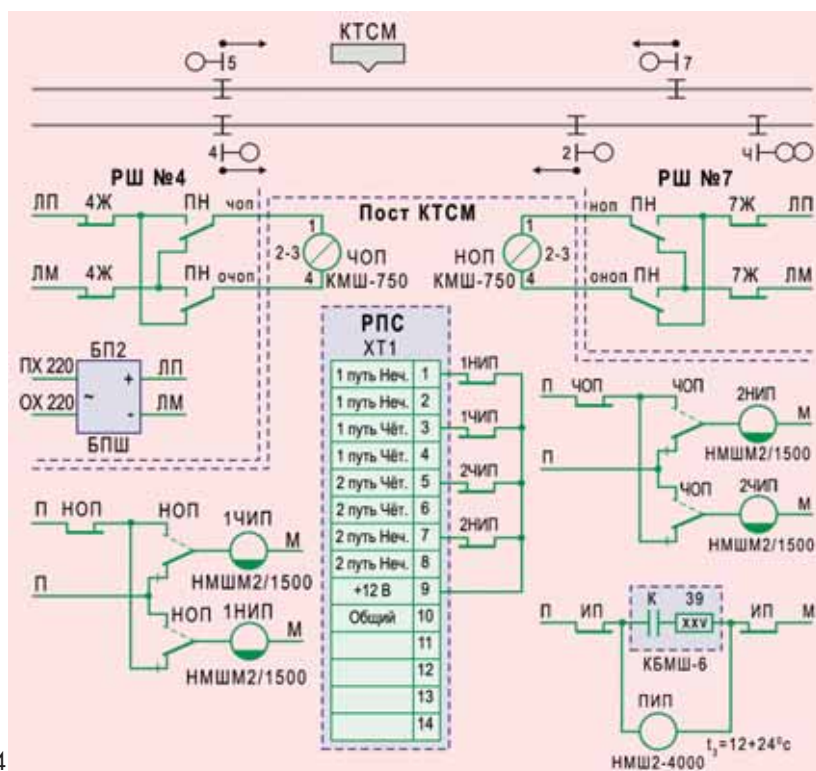 КТСМ
5
7
4
2
Ч
РШ №4
РШ №7
ЛП
4Ж
ПН
чоп
Пост КТСМ
ноп
ПН
7Ж
ЛП
1
2-3
ЧОП
КМШ-750
4
1
НОП
2-3
КМШ-750
4
ЛМ
4Ж
ПН
очоп
оноп
ПН
7Ж
ЛМ
БП2
ПХ 220
ОХ 220
~
+
-
ЛП
ЛМ
БПШ
РПС
ХТ1
1 путь Неч. 1
1 путь Неч. 2
1 путь Чёт. 3
1 путь Чёт. 4
2 путь Чёт. 5
2 путь Чёт. 6
2 путь Неч. 7
2 путь Неч. 8
+12 В 9
Общий 10
11
12
13
14
1НИП
1ЧИП
2ЧИП
2НИП
П
ЧОП
ЧОП
2НИП
М
НМШМ2/1500
П
ЧОП
2ЧИП
М
НМШМ2/1500
П
НОП
НОП
1ЧИП
М
НМШМ2/1500
П
НОП
1НИП
М
НМШМ2/1500
П
ИП
К
39
XXV
ИП
М
КБМШ-6
ПИП
НМШ2-4000
tз=12+24°с
4